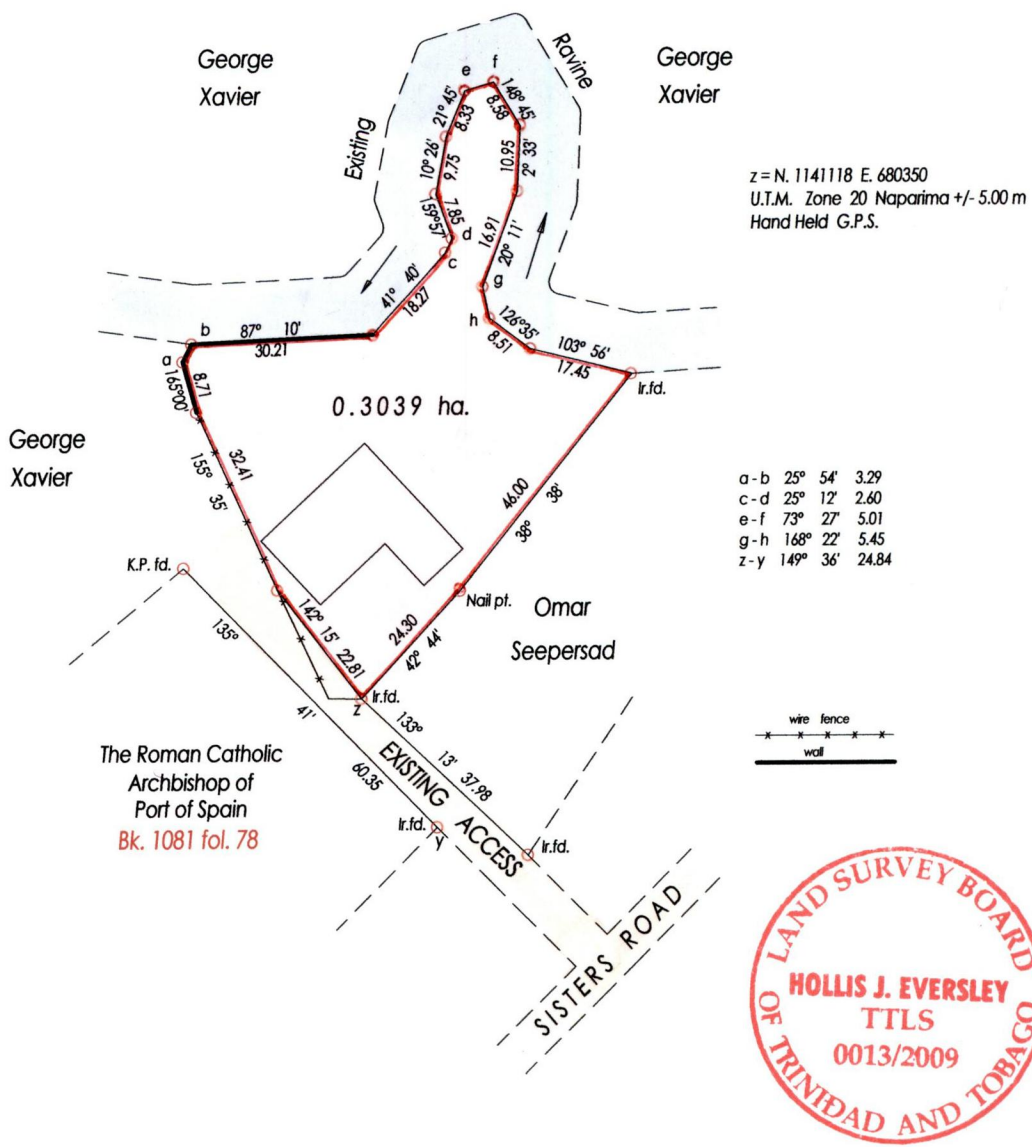 George
Xavier
Existing
Ravine
George
Xavier
e
f
148° 45'
8.58
21° 45'
8.33
10° 26'
9.75
10.95
2° 33'
159°57'
7.85
d
c
16.91
20° 11'
g
41° 40'
18.27
h
126°35'
8.51
103° 56'
17.45
Ir.fd.
z = N. 1141118 E. 680350
U.T.M. Zone 20 Naparima +/- 5.00 m
Hand Held G.P.S.
b
87° 10'
30.21
a
8.71
165°00'
0.3039 ha.
George
Xavier
32.41
155° 35'
46.00
38° 38'
a - b 25° 54' 3.29
c - d 25° 12' 2.60
e - f 73° 27' 5.01
g - h 168° 22' 5.45
z - y 149° 36' 24.84
K.P. fd.
Nail pt.
Omar
Seepersad
142° 15' 22.81
24.30
42° 44'
z
Ir.fd.
135° 41' 60.35
133° 13' 37.98
EXISTING ACCESS
The Roman Catholic
Archbishop of
Port of Spain
Bk. 1081 fol. 78
Ir.fd.
y
Ir.fd.
SISTERS ROAD
wire fence
wall
LAND SURVEY BOARD
OF TRINIDAD AND TOBAGO
HOLLIS J. EVERSLEY
TTLS
0013/2009